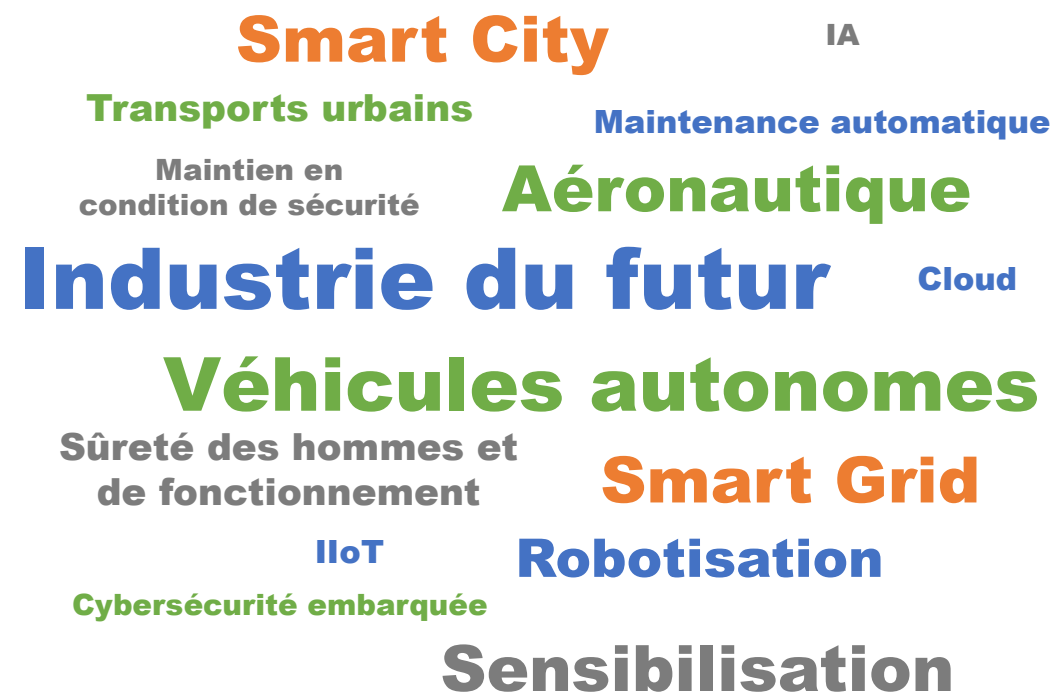 Smart City
IA
Transports urbains
Maintenance automatique
Maintien en
condition de sécurité
Aéronautique
Industrie du futur
Cloud
Véhicules autonomes
Sûreté des hommes et
de fonctionnement
Smart Grid
IIoT
Robotisation
Cybersécurité embarquée
Sensibilisation